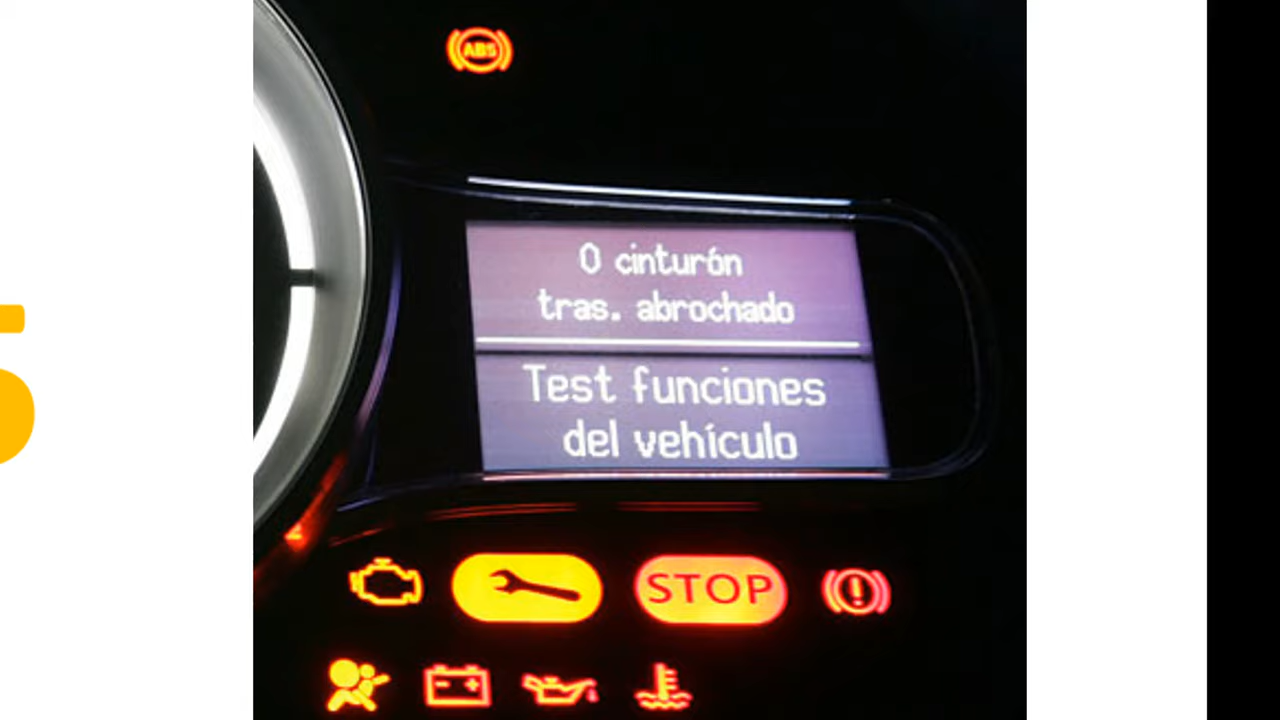 ABS
0 cinturón
tras. abrochado
Test funciones
del vehículo
STOP